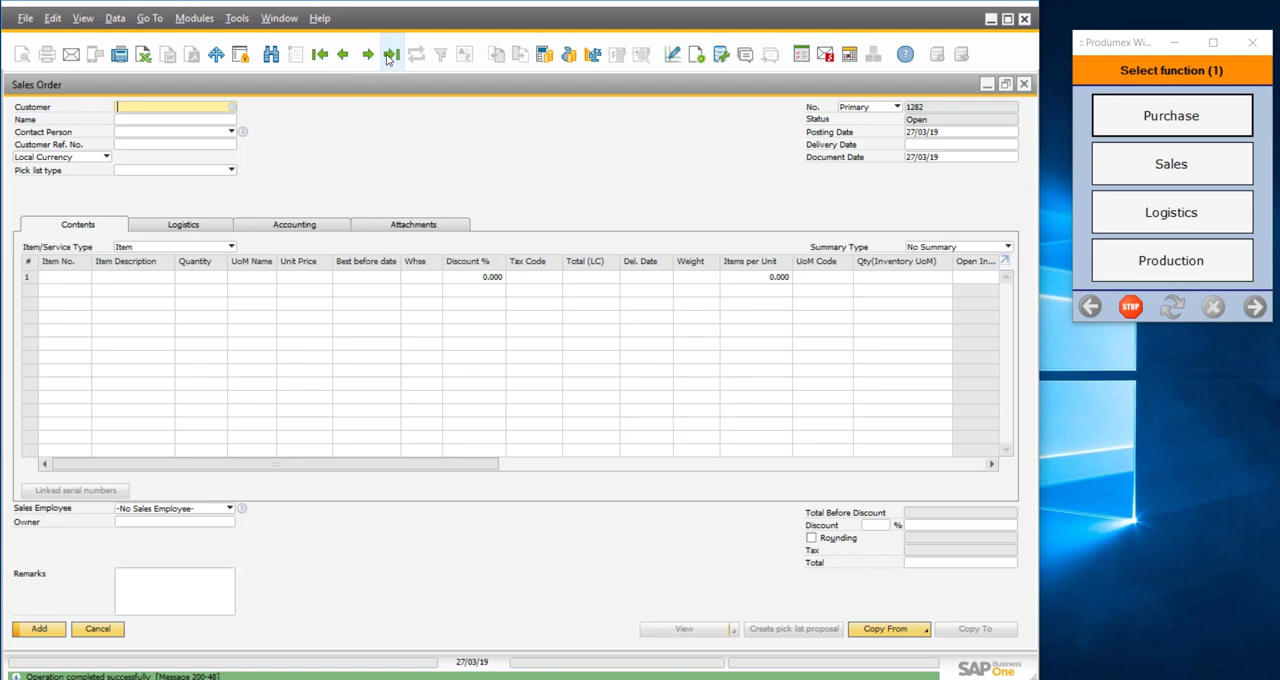 File Edit View Data Go To Modules Tools Window Help
:: Produmex Wi...
Select function (1)
Purchase
Sales
Logistics
Production
STOP
Sales Order
Customer
Name
Contact Person
Customer Ref. No.
Local Currency
Pick list type
No. Primary 1282
Status Open
Posting Date 27/03/19
Delivery Date
Document Date 27/03/19
Contents Logistics Accounting Attachments
Item/Service Type Item Summary Type No Summary
# Item No. Item Description Quantity UoM Name Unit Price Best before date Whse Discount % Tax Code Total (LC) Del. Date Weight Items per Unit UoM Code Qty(Inventory UoM) Open In...
1 0.000 0.000
Linked serial numbers
Sales Employee -No Sales Employee-
Owner
Remarks
Total Before Discount
Discount %
Rounding
Tax
Total
Add Cancel View Create pick list proposal Copy From Copy To
27/03/19
SAP Business One
Operation completed successfully [Message 200-48]